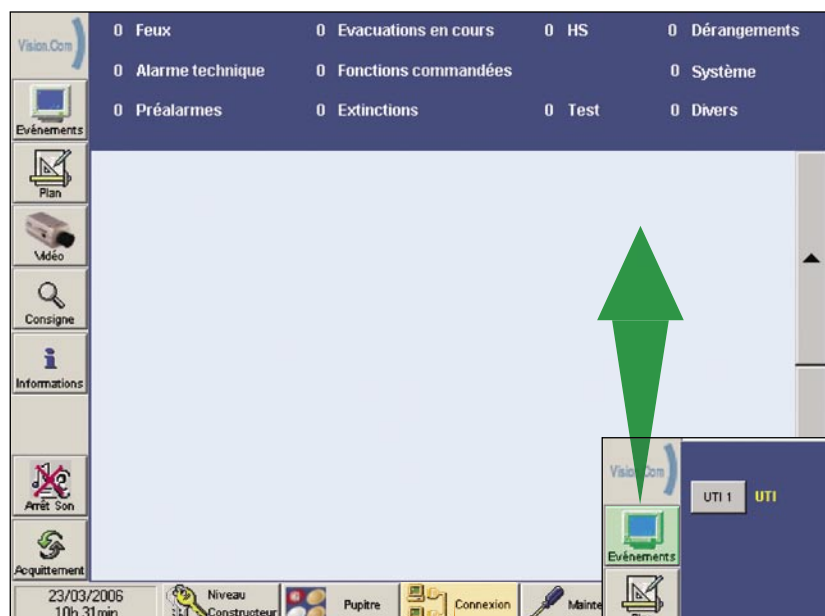 Vision.Com
0 Feux 0 Evacuations en cours 0 HS 0 Dérangements
0 Alarme technique 0 Fonctions commandées 0 Système
0 Préalarmes 0 Extinctions 0 Test 0 Divers
Evénements
Plan
Vidéo
Consigne
Informations
Arrêt Son
Acquittement
23/03/2006
10h 31min
Niveau
Constructeur
Pupitre
Connexion
Mainte
Vision.Com
UTI 1 UTI
Evénements